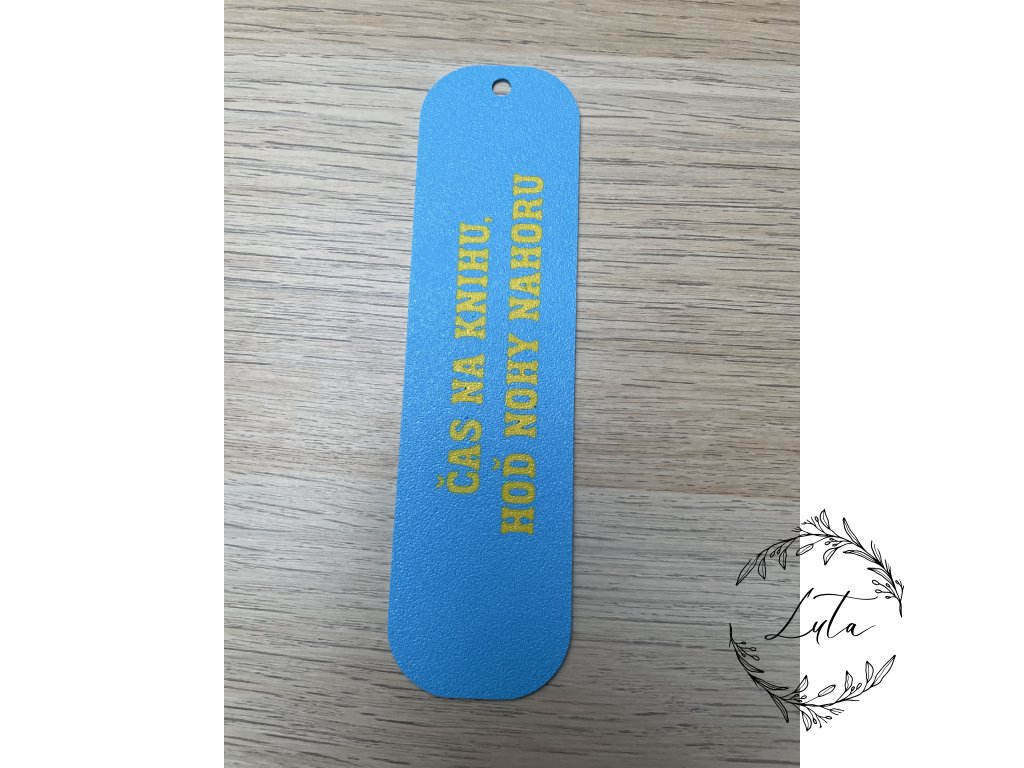 ČAS NA KNIHU,
HOĎ NOHY NAHORU
Luta